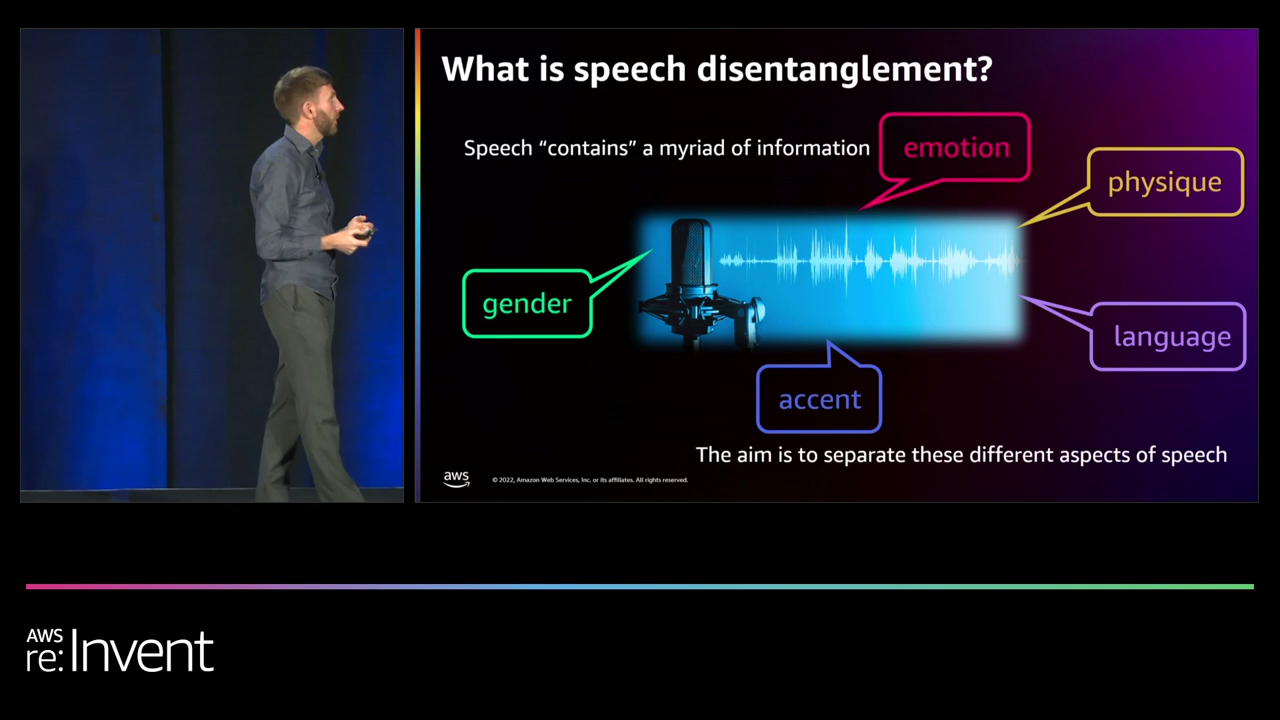 What is speech disentanglement?
Speech “contains” a myriad of information
emotion
physique
gender
language
accent
The aim is to separate these different aspects of speech
aws
© 2022, Amazon Web Services, Inc. or its affiliates. All rights reserved.
AWS
re:Invent